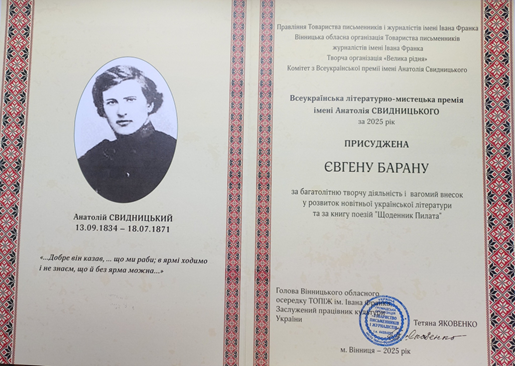 Анатолій СВИДНИЦЬКИЙ
13.09.1834 – 18.07.1871
«...Добре він казав, ... що ми раби; в ярмі ходимо
і не знаєм, що й без ярма можна...»
Правління Товариства письменників і журналістів імені Івана Франка
Вінницька обласна організація Товариства письменників
журналістів імені Івана Франка
Творча організація «Велика рідня»
Комітет з Всеукраїнської премії імені Анатолія Свидницького
Всеукраїнська літературно-мистецька премія
імені Анатолія СВИДНИЦЬКОГО
за 2025 рік
ПРИСУДЖЕНА
ЄВГЕНУ БАРАНУ
за багатолітню творчу діяльність і вагомий внесок
у розвиток новітньої української літератури
та за книгу поезій "Щоденник Пилата"
Голова Вінницького обласного
осередку ТОПІЖ ім. Івана Франка
Заслужений працівник культури
України
Тетяна ЯКОВЕНКО
м. Вінниця – 2025 рік